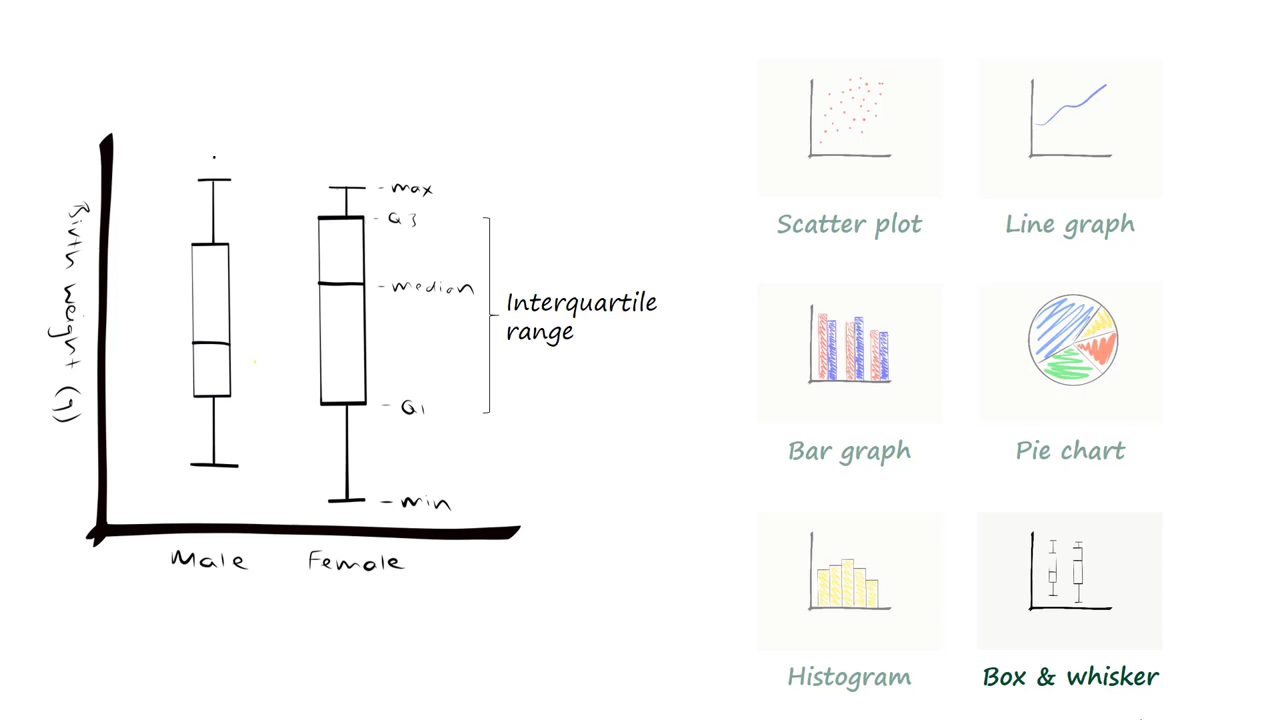 Birth weight (g)
- max
- Q3
- median
Interquartile
range
- Q1
- min
Male Female
Scatter plot
Line graph
Bar graph
Pie chart
Histogram
Box & whisker